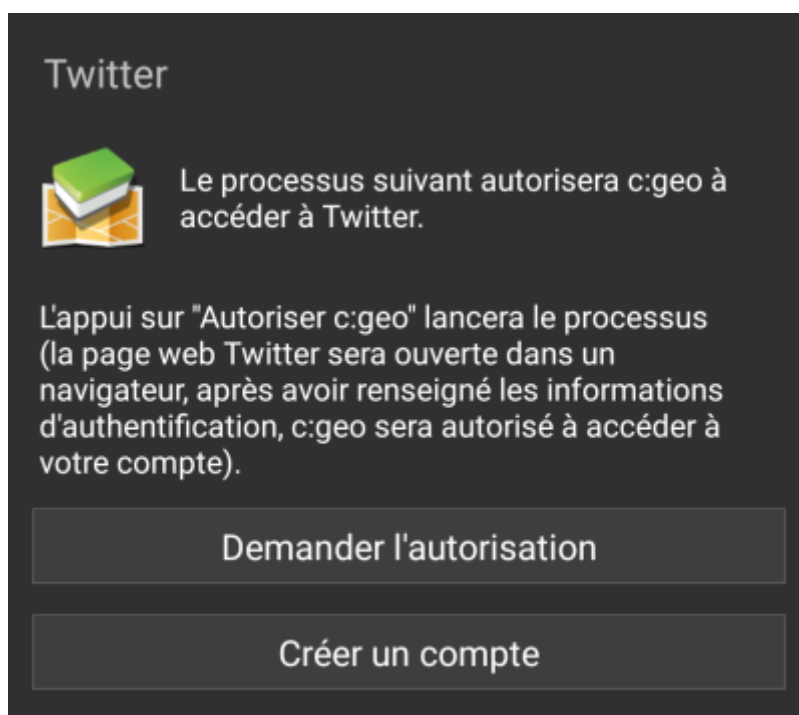 Twitter
Le processus suivant autorisera c:geo à
accéder à Twitter.
L'appui sur "Autoriser c:geo" lancera le processus
(la page web Twitter sera ouverte dans un
navigateur, après avoir renseigné les informations
d'authentification, c:geo sera autorisé à accéder à
votre compte).
Demander l'autorisation
Créer un compte